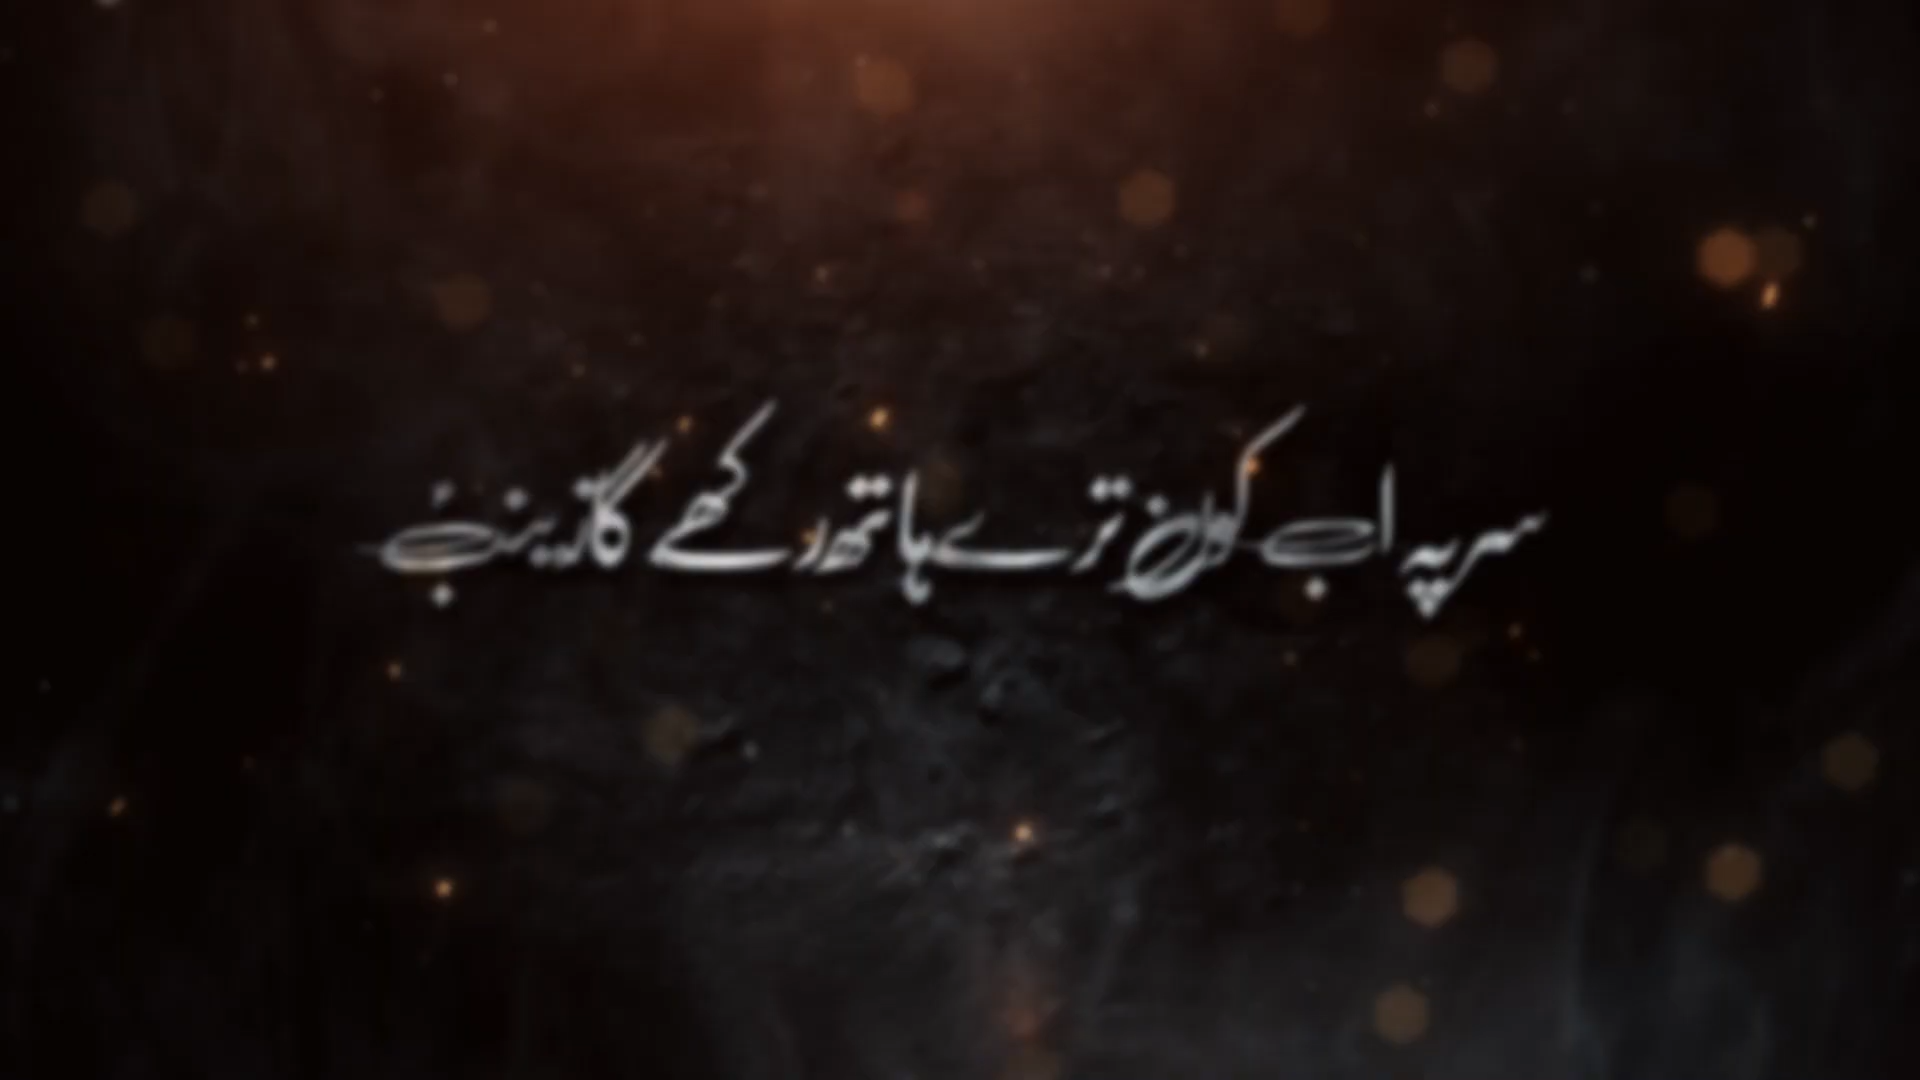 سر پہ اب کون ترے ہاتھ رکھے گا زینبؑ